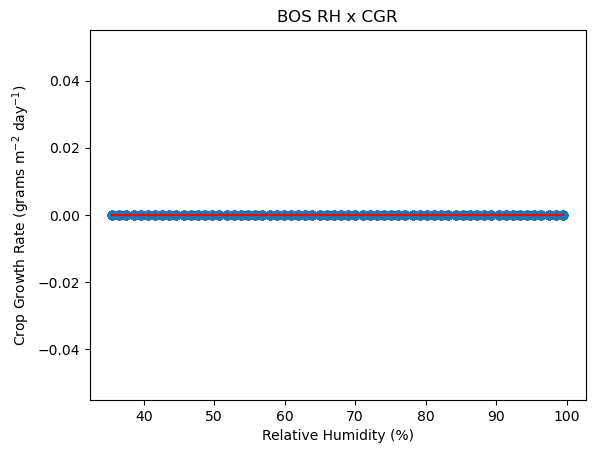 BOS RH x CGR
Crop Growth Rate (grams m⁻² day⁻¹)
0.04
0.02
0.00
−0.02
−0.04
40 50 60 70 80 90 100
Relative Humidity (%)